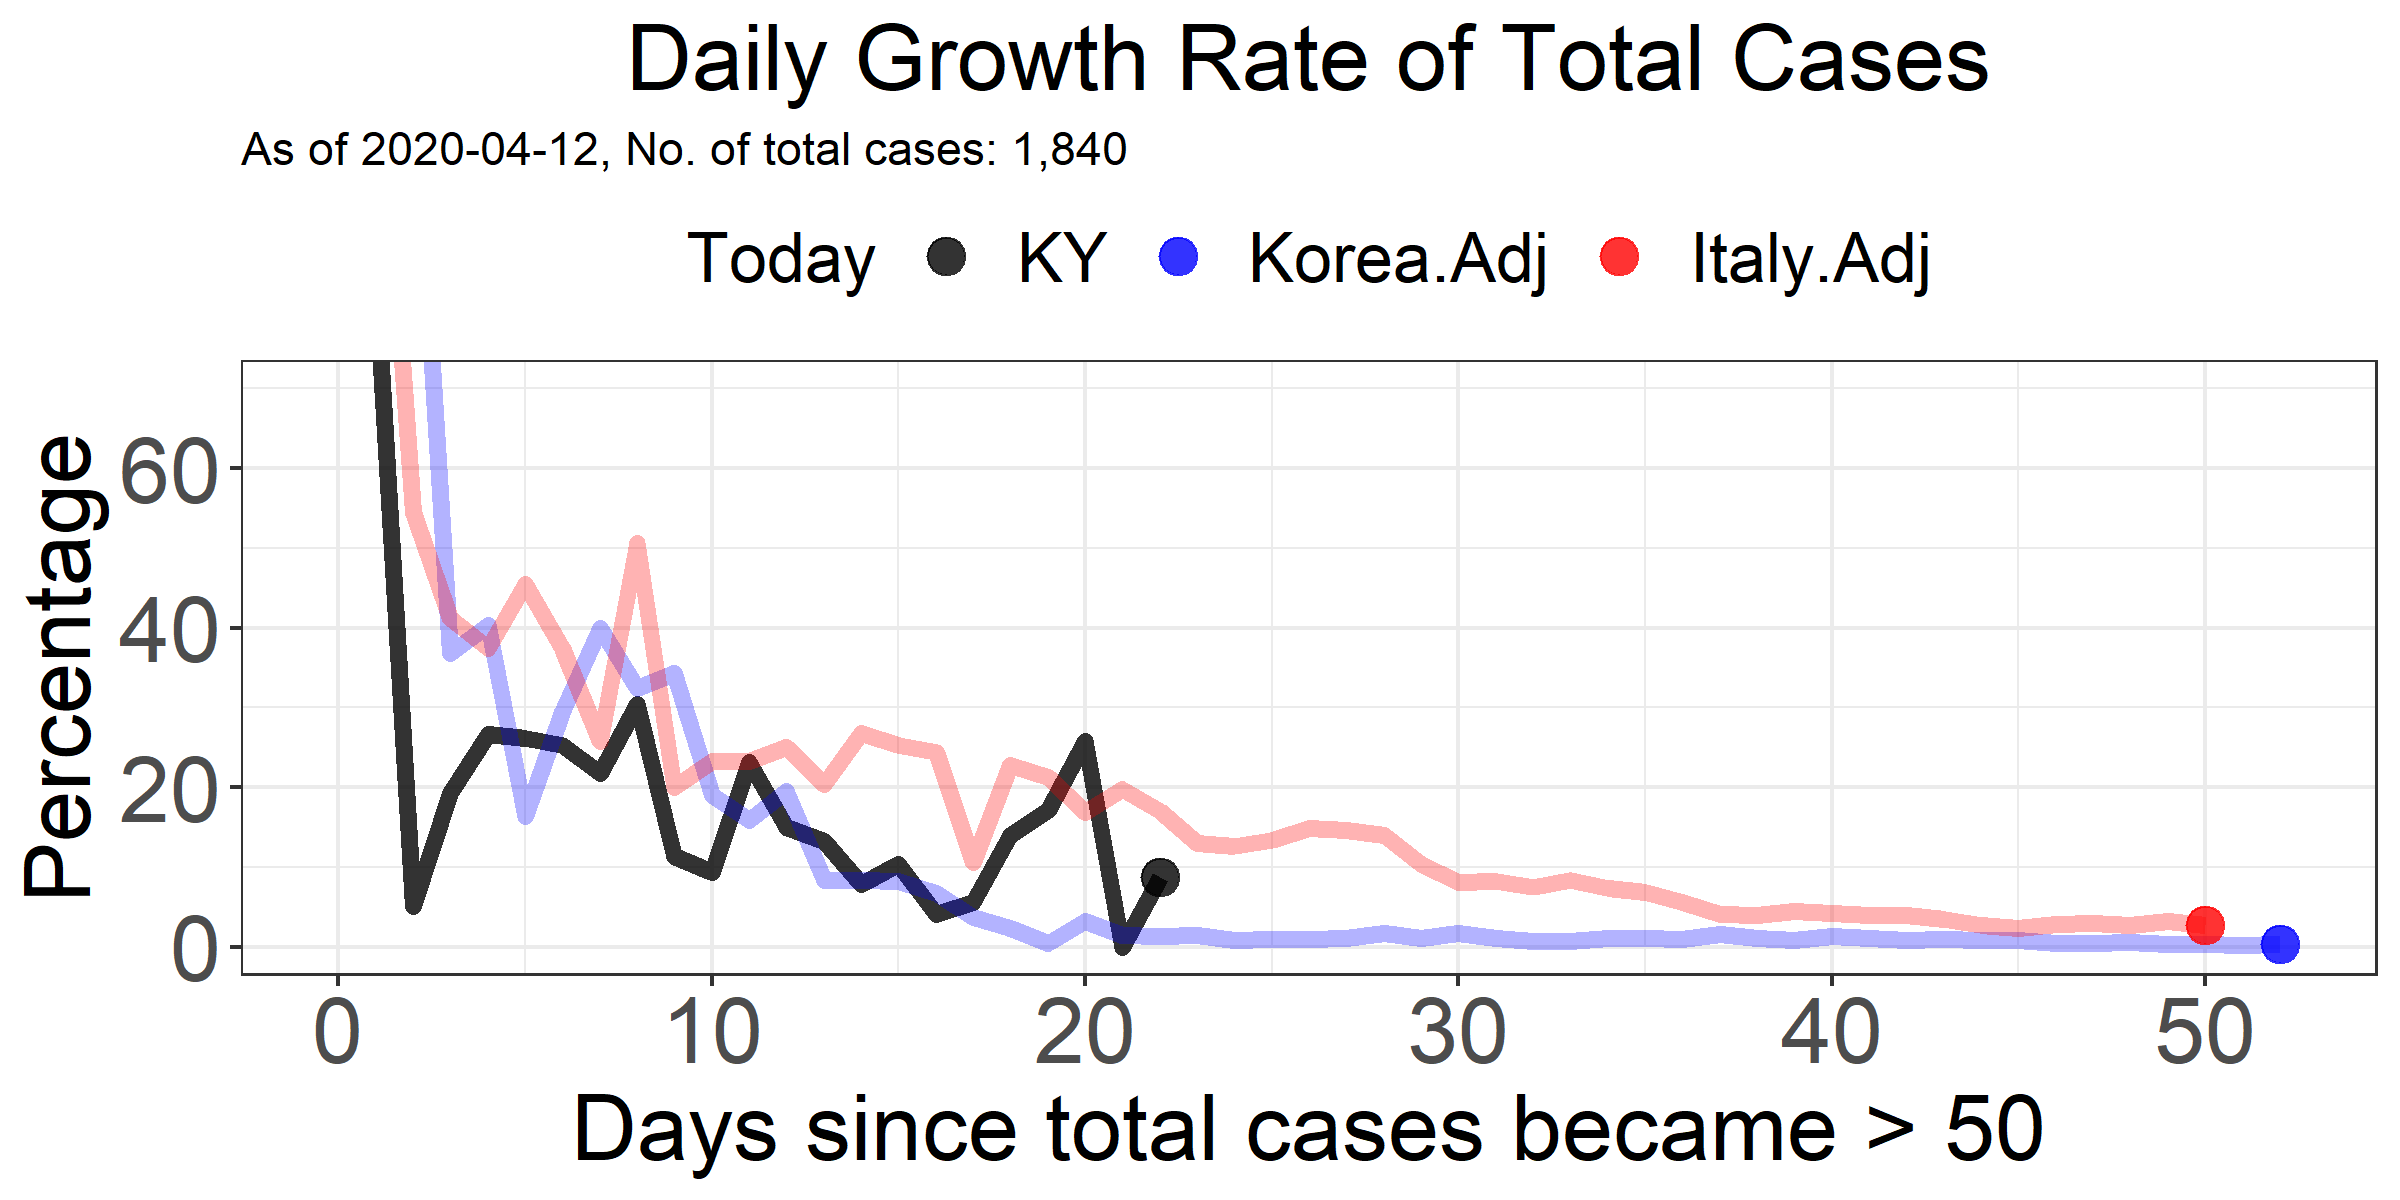 Daily Growth Rate of Total Cases
As of 2020-04-12, No. of total cases: 1,840
Today KY Korea.Adj Italy.Adj
Percentage
60
40
20
0
0 10 20 30 40 50
Days since total cases became > 50